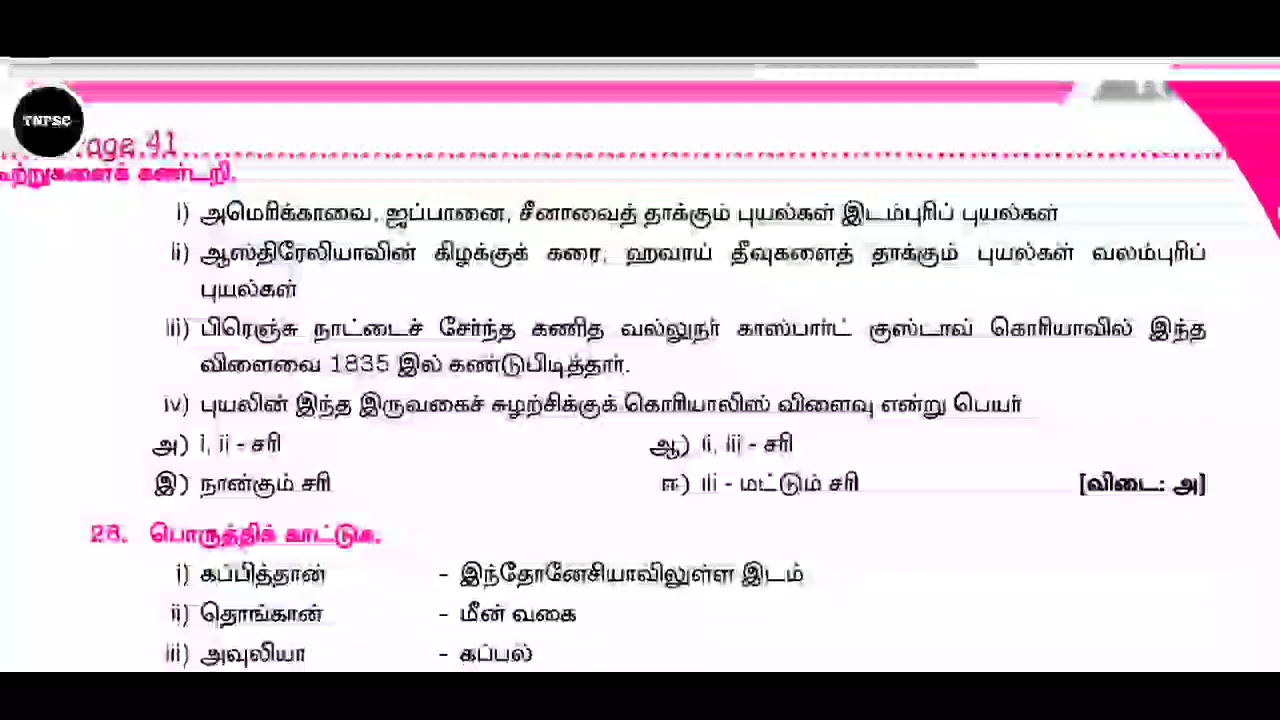 TNPSC
age 41
கூற்றுகளைக் கண்டறி.
i) அமெரிக்காவை, ஜப்பானை, சீனாவைத் தாக்கும் புயல்கள் இடம்புரிப் புயல்கள்
ii) ஆஸ்திரேலியாவின் கிழக்குக் கரை, ஹவாய் தீவுகளைத் தாக்கும் புயல்கள் வலம்புரிப்
புயல்கள்
iii) பிரெஞ்சு நாட்டைச் சேர்ந்த கணித வல்லுநர் காஸ்பார்ட் குஸ்டாவ் கொரியாவில் இந்த
விளைவை 1835 இல் கண்டுபிடித்தார்.
iv) புயலின் இந்த இருவகைச் சுழற்சிக்குக் கொரியாலிஸ் விளைவு என்று பெயர்
அ) i, ii - சரி ஆ) ii, iii - சரி
இ) நான்கும் சரி ஈ) iii - மட்டும் சரி [விடை: அ]
28. பொருத்திக் காட்டுக.
i) கப்பித்தான் - இந்தோனேசியாவிலுள்ள இடம்
ii) தொங்கான் - மீன் வகை
iii) அவுலியா - கப்பல்